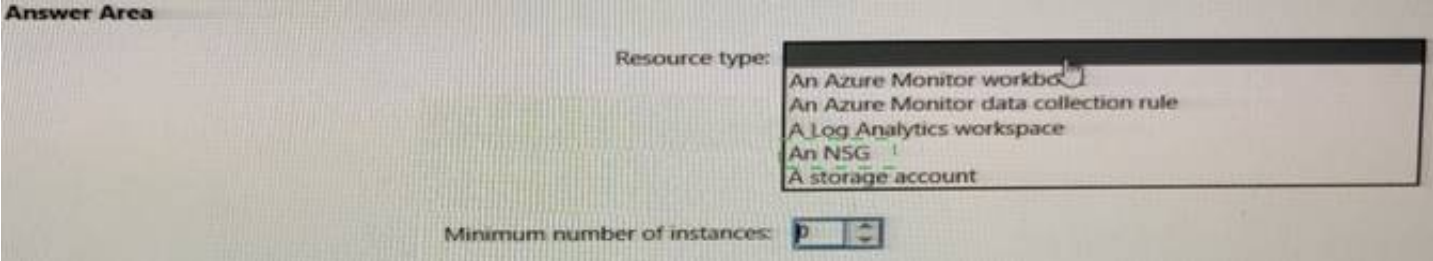 Answer Area
Resource type:
An Azure Monitor
An Azure Monitor data collection rule
A Log Analytics workspace
An NSG
A storage account
Minimum number of instances: